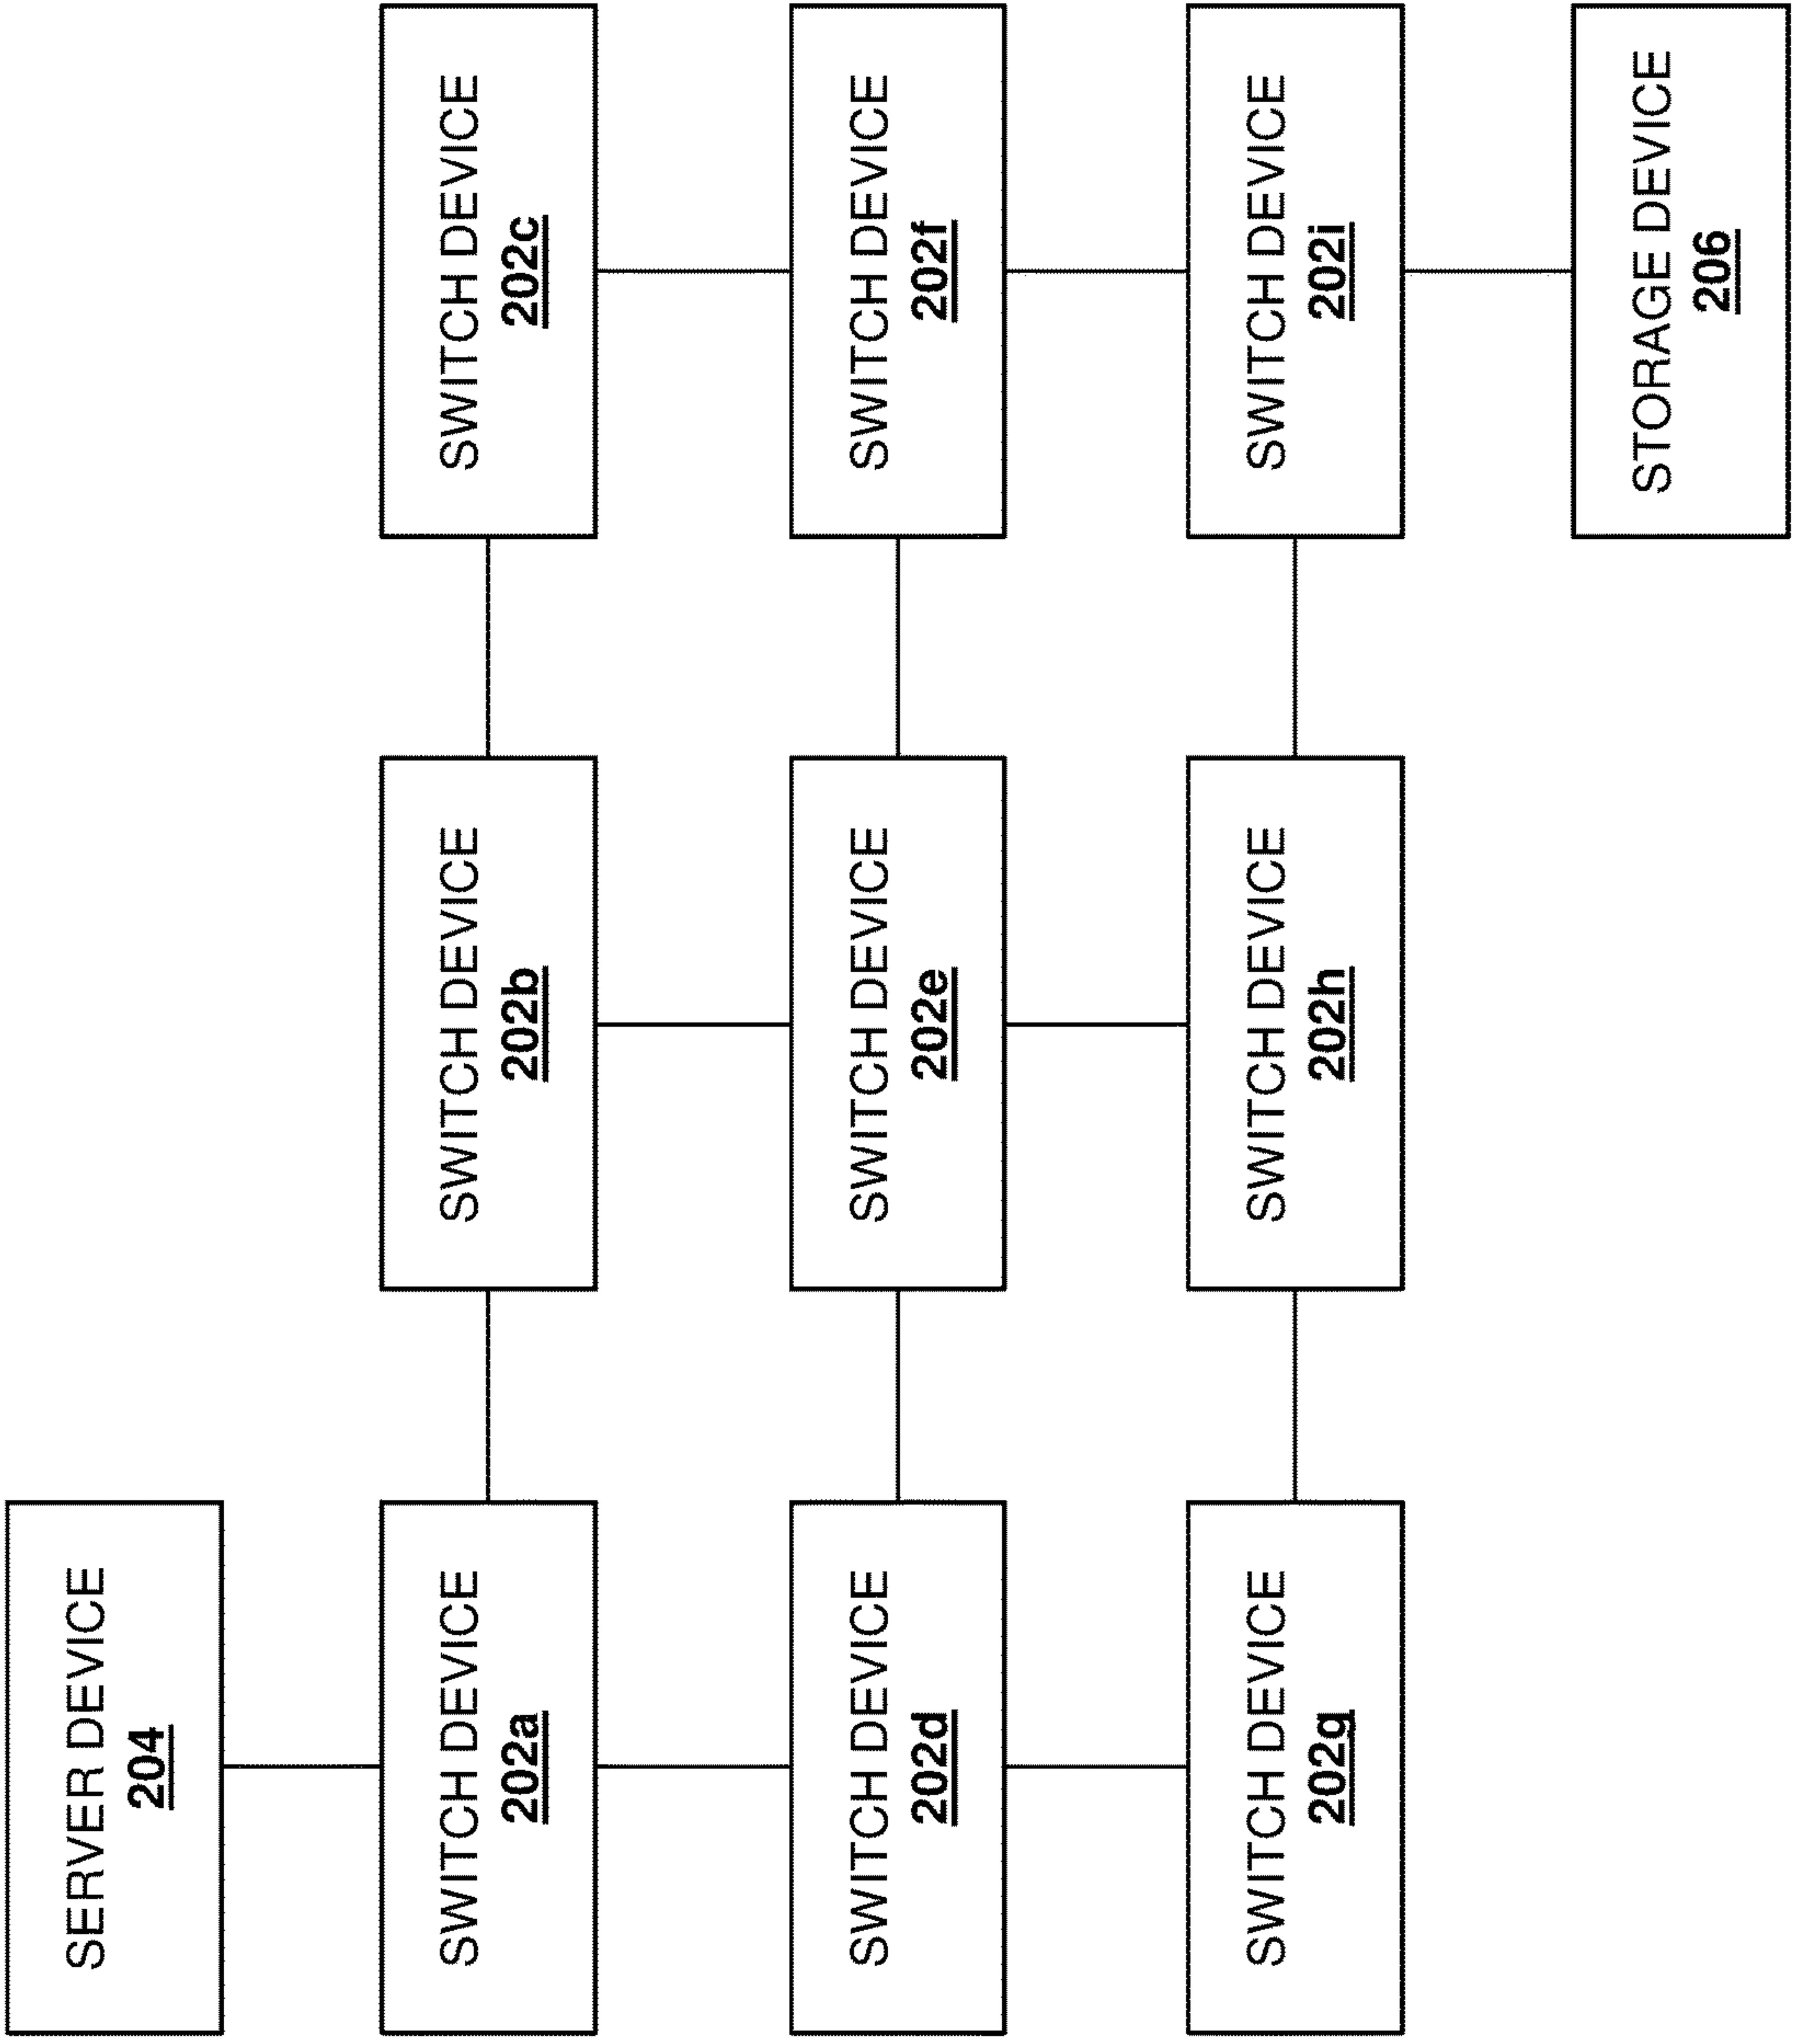 SERVER DEVICE
204
SWITCH DEVICE
202a
SWITCH DEVICE
202b
SWITCH DEVICE
202c
SWITCH DEVICE
202d
SWITCH DEVICE
202e
SWITCH DEVICE
202f
SWITCH DEVICE
202g
SWITCH DEVICE
202h
SWITCH DEVICE
202i
STORAGE DEVICE
206